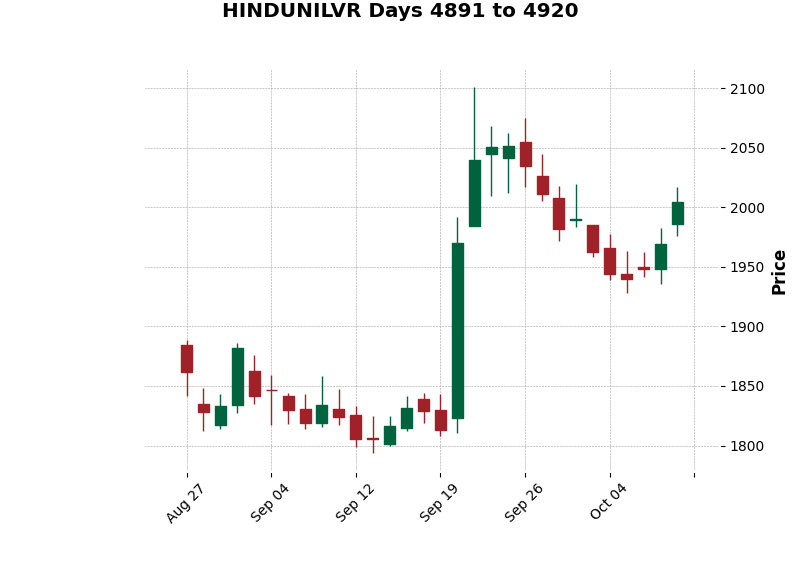 HINDUNILVR Days 4891 to 4920
2100
2050
2000
1950
1900
1850
1800
Price
Aug 27
Sep 04
Sep 12
Sep 19
Sep 26
Oct 04